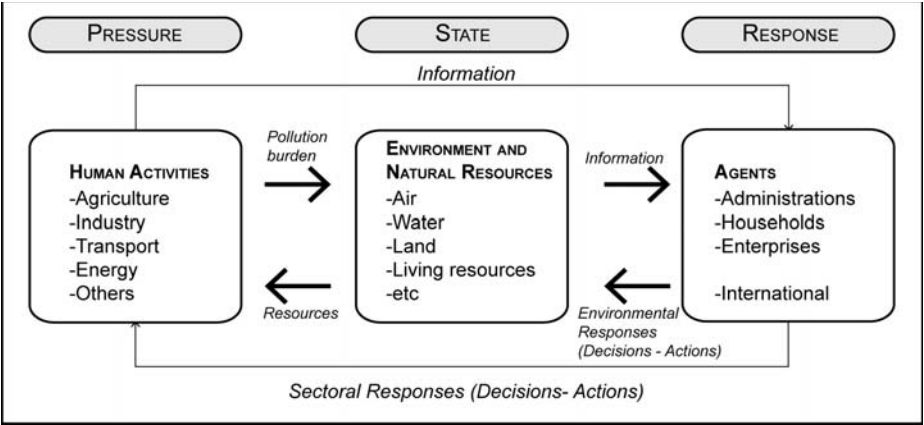 PRESSURE
STATE
RESPONSE
Information
HUMAN ACTIVITIES
-Agriculture
-Industry
-Transport
-Energy
-Others
Pollution
burden
Resources
ENVIRONMENT AND
NATURAL RESOURCES
-Air
-Water
-Land
-Living resources
-etc
Information
Environmental
Responses
(Decisions - Actions)
AGENTS
-Administrations
-Households
-Enterprises
-International
Sectoral Responses (Decisions- Actions)